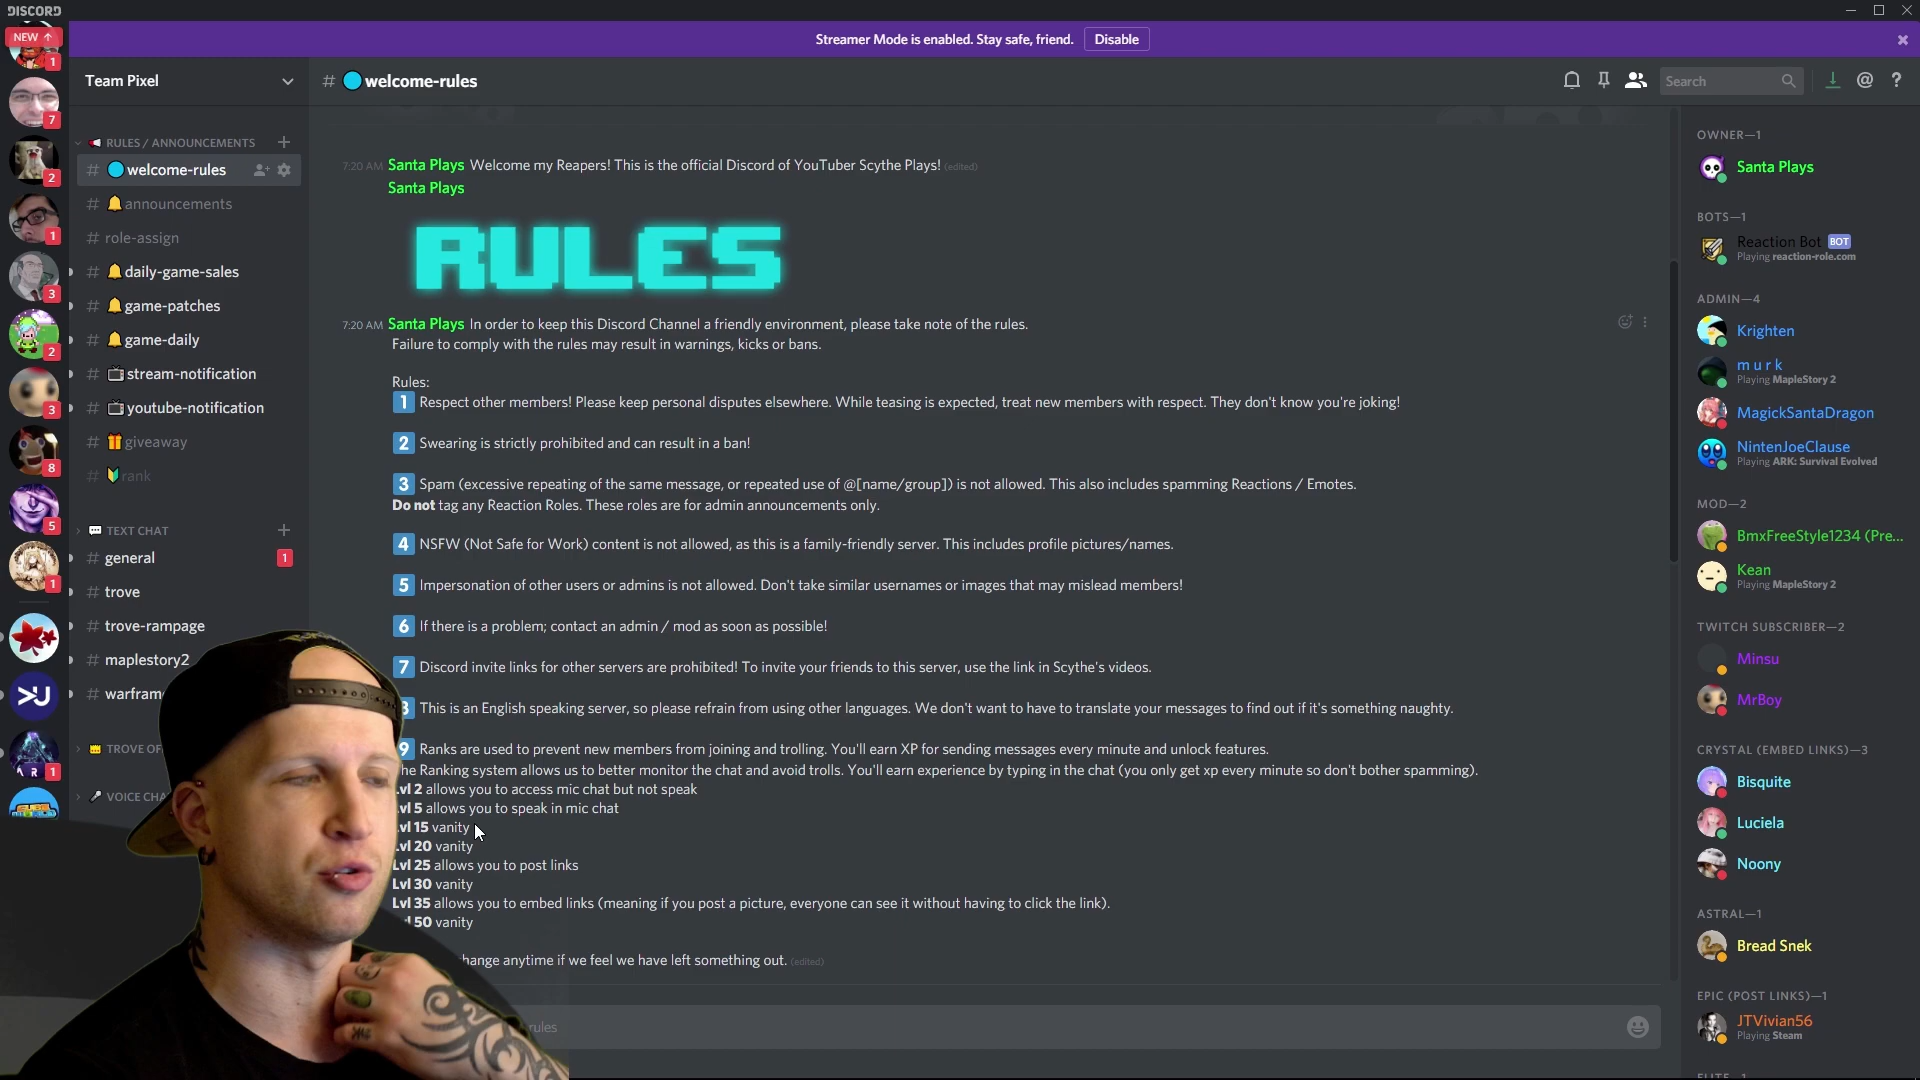 DISCORD
NEW
Streamer Mode is enabled. Stay safe, friend. Disable
Team Pixel
# welcome-rules
Search
RULES / ANNOUNCEMENTS
# welcome-rules
# announcements
# role-assign
# daily-game-sales
# game-patches
# game-daily
# stream-notification
# youtube-notification
# giveaway
# rank
TEXT CHAT
# general 1
# trove
# trove-rampage
# maplestory2
TROVE
VOICE
1
7
2
1
3
2
3
8
5
1
1
7:20 AM Santa Plays Welcome my Reapers! This is the official Discord of YouTuber Scythe Plays! (edited)
Santa Plays
RULES
7:20 AM Santa Plays In order to keep this Discord Channel a friendly environment, please take note of the rules.
Failure to comply with the rules may result in warnings, kicks or bans.
Rules:
1 Respect other members! Please keep personal disputes elsewhere. While teasing is expected, treat new members with respect. They don't know you're joking!
2 Swearing is strictly prohibited and can result in a ban!
3 Spam (excessive repeating of the same message, or repeated use of @[name/group]) is not allowed. This also includes spamming Reactions / Emotes.
Do not tag any Reaction Roles. These roles are for admin announcements only.
4 NSFW (Not Safe for Work) content is not allowed, as this is a family-friendly server. This includes profile pictures/names.
5 Impersonation of other users or admins is not allowed. Don't take similar usernames or images that may mislead members!
6 If there is a problem; contact an admin / mod as soon as possible!
7 Discord invite links for other servers are prohibited! To invite your friends to this server, use the link in Scythe's videos.
8 This is an English speaking server, so please refrain from using other languages. We don't want to have to translate your messages to find out if it's something naughty.
9 Ranks are used to prevent new members from joining and trolling. You'll earn XP for sending messages every minute and unlock features.
he Ranking system allows us to better monitor the chat and avoid trolls. You'll earn experience by typing in the chat (you only get xp every minute so don't bother spamming).
Lvl 2 allows you to access mic chat but not speak
Lvl 5 allows you to speak in mic chat
Lvl 15 vanity
Lvl 20 vanity
Lvl 25 allows you to post links
Lvl 30 vanity
Lvl 35 allows you to embed links (meaning if you post a picture, everyone can see it without having to click the link).
50 vanity
hange anytime if we feel we have left something out. (edited)
rules
OWNER—1
Santa Plays
BOTS—1
Reaction Bot BOT
Playing reaction-role.com
ADMIN—4
Krighten
m u r k
Playing MapleStory 2
MagickSantaDragon
NintenJoeClause
Playing ARK: Survival Evolved
MOD—2
BmxFreeStyle1234 (Pre...
Kean
Playing MapleStory 2
TWITCH SUBSCRIBER—2
Minsu
MrBoy
CRYSTAL (EMBED LINKS)—3
Bisquite
Luciela
Noony
ASTRAL—1
Bread Snek
EPIC (POST LINKS)—1
JTVivian56
Playing Steam